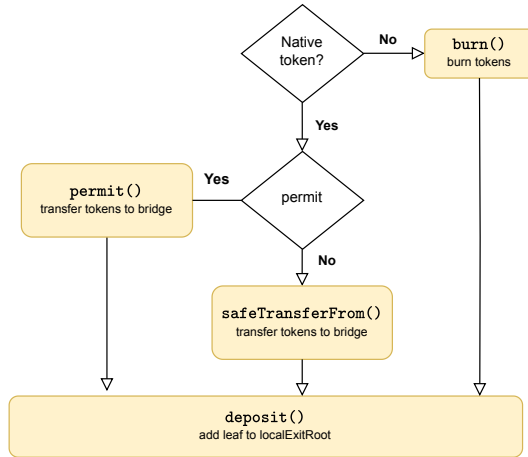 Native
token?
No
burn()
burn tokens
Yes
permit()
transfer tokens to bridge
Yes
permit
No
safeTransferFrom()
transfer tokens to bridge
deposit()
add leaf to localExitRoot